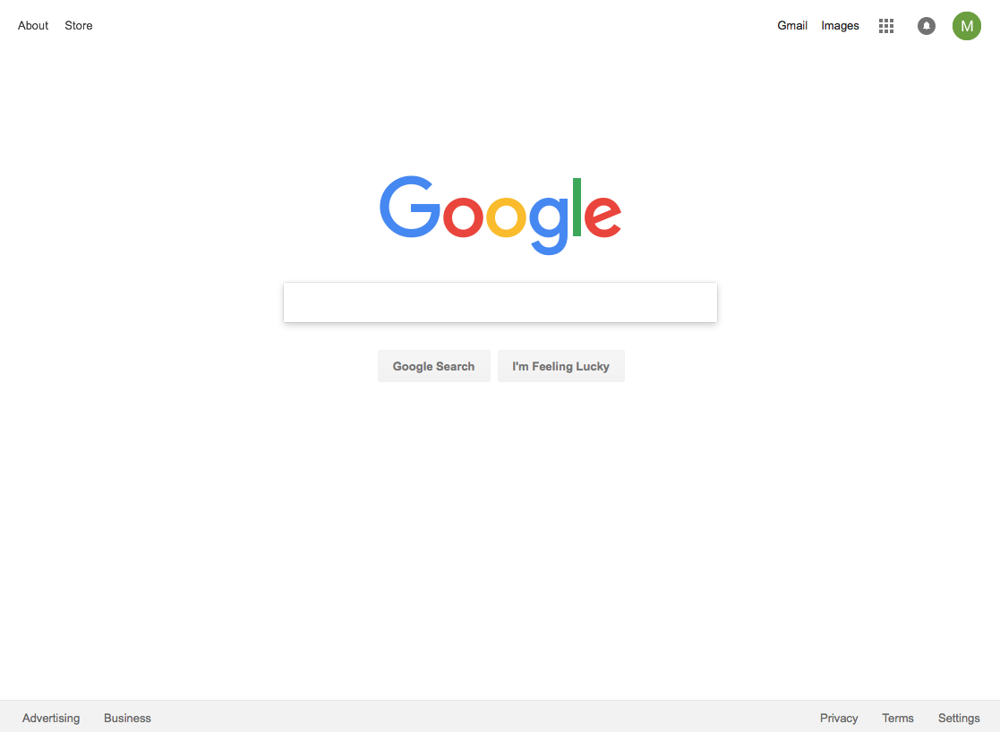 About Store Gmail Images M
Google
Google Search I'm Feeling Lucky
Advertising Business Privacy Terms Settings